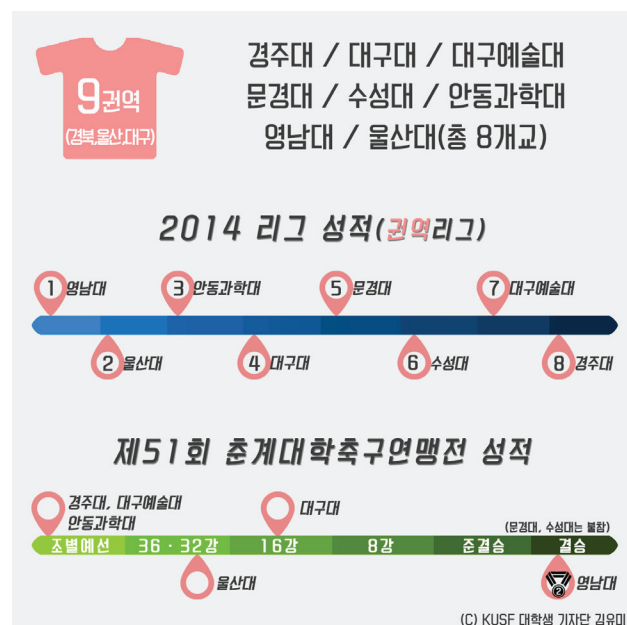 9권역
(경북,울산,대구)
경주대 / 대구대 / 대구예술대
문경대 / 수성대 / 안동과학대
영남대 / 울산대(총 8개교)
2014 리그 성적(권역리그)
1 영남대
3 안동과학대
5 문경대
7 대구예술대
2 울산대
4 대구대
6 수성대
8 경주대
제51회 춘계대학축구연맹전 성적
경주대, 대구예술대
안동과학대
대구대
(문경대, 수성대는 불참)
조별예선 36·32강 16강 8강 준결승 결승
울산대
2 영남대
(C) KUSF 대학생 기자단 김유미